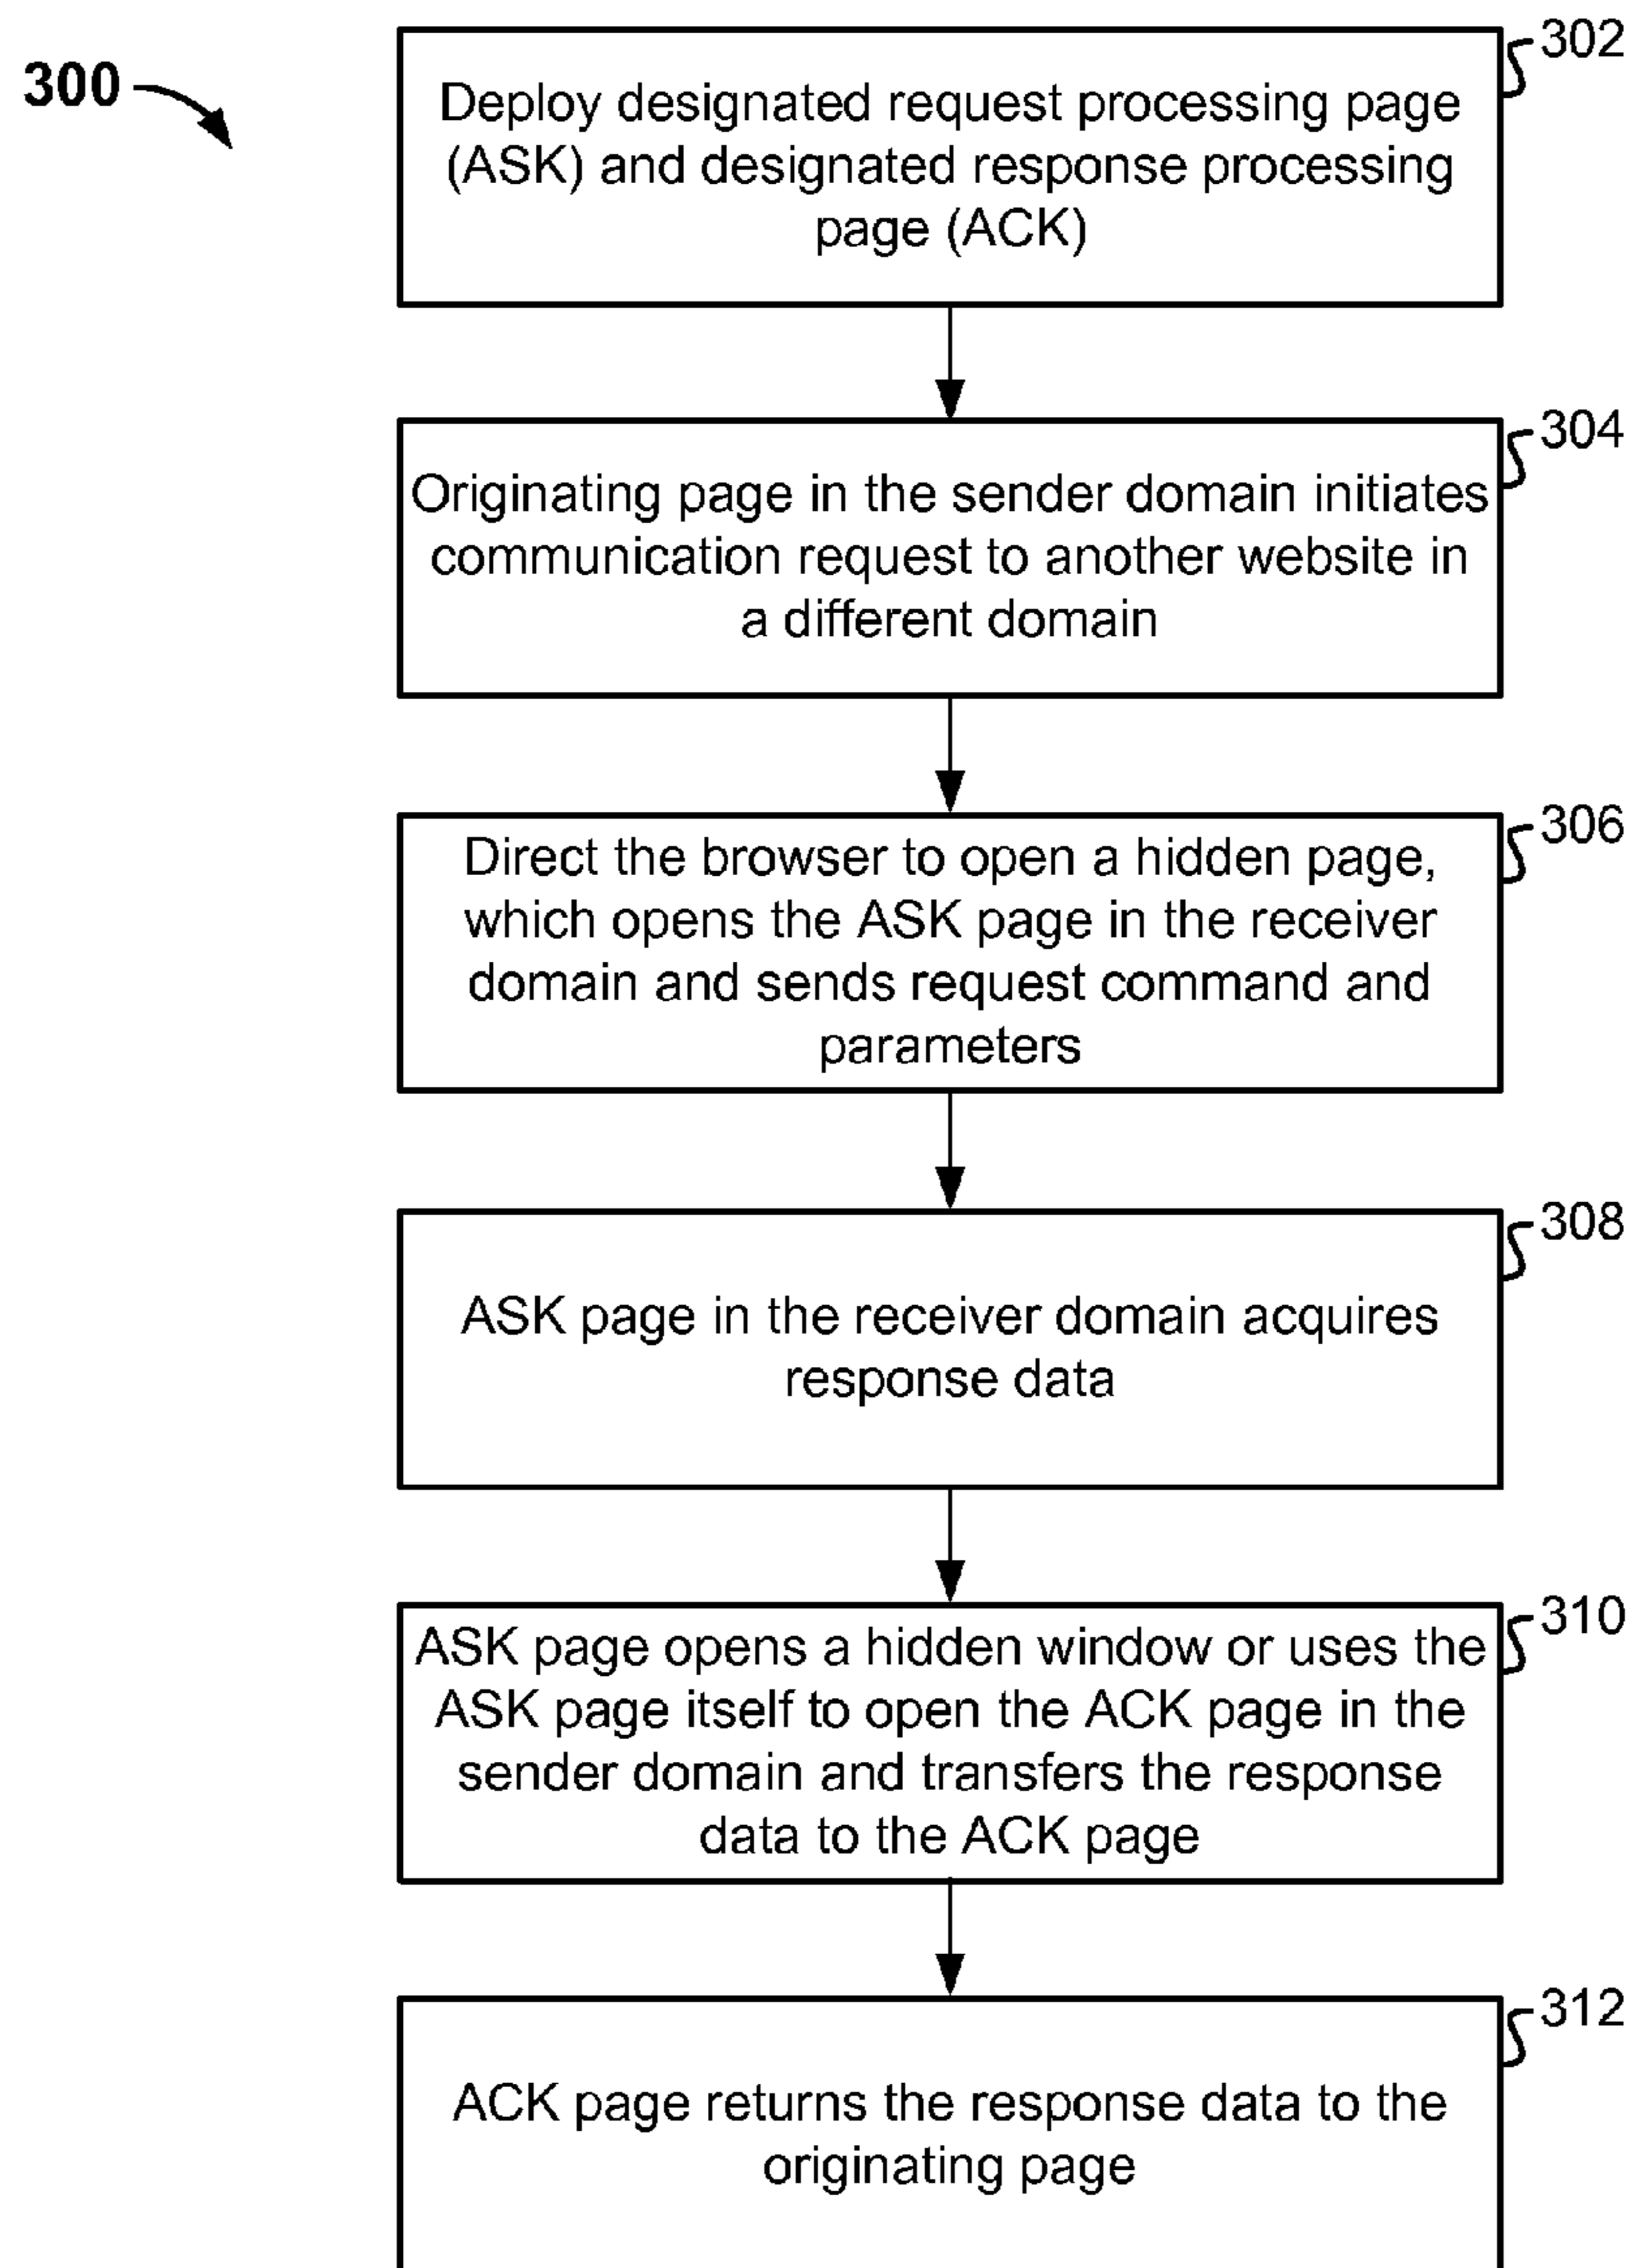 300
302
Deploy designated request processing page
(ASK) and designated response processing
page (ACK)
304
Originating page in the sender domain initiates
communication request to another website in
a different domain
306
Direct the browser to open a hidden page,
which opens the ASK page in the receiver
domain and sends request command and
parameters
308
ASK page in the receiver domain acquires
response data
310
ASK page opens a hidden window or uses the
ASK page itself to open the ACK page in the
sender domain and transfers the response
data to the ACK page
312
ACK page returns the response data to the
originating page